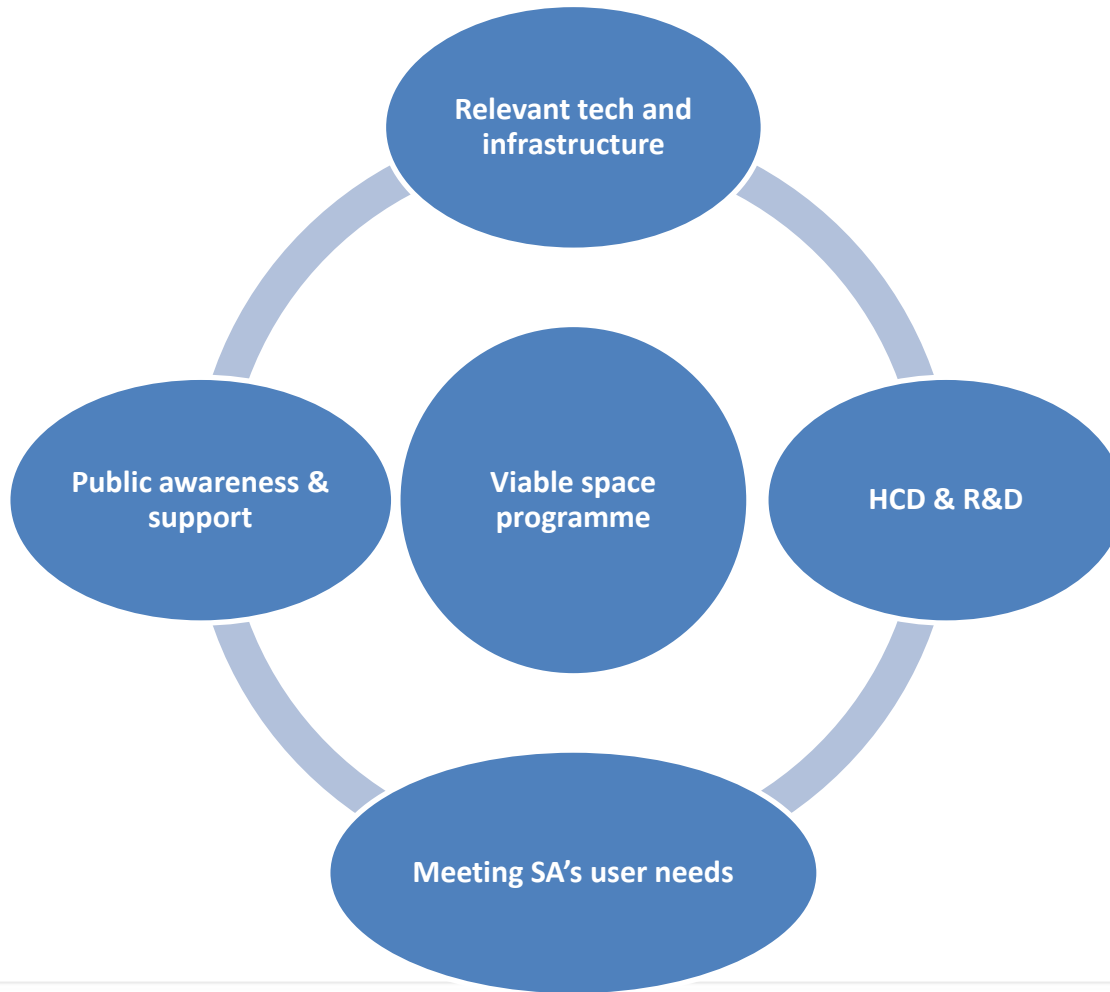 Relevant tech and
infrastructure
Public awareness &
support
Viable space
programme
HCD & R&D
Meeting SA’s user needs